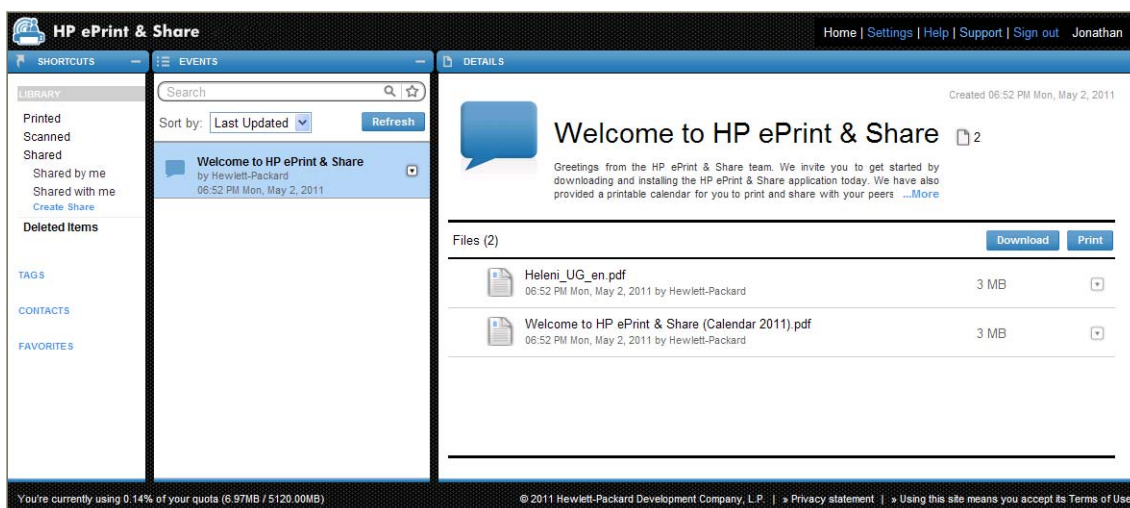 HP ePrint & Share
Home | Settings | Help | Support | Sign out Jonathan
SHORTCUTS
LIBRARY
Printed
Scanned
Shared
Shared by me
Shared with me
Create Share
Deleted Items
TAGS
CONTACTS
FAVORITES
EVENTS
Search
Sort by: Last Updated Refresh
Welcome to HP ePrint & Share
by Hewlett-Packard
06:52 PM Mon, May 2, 2011
DETAILS
Created 06:52 PM Mon, May 2, 2011
Welcome to HP ePrint & Share 2
Greetings from the HP ePrint & Share team. We invite you to get started by
downloading and installing the HP ePrint & Share application today. We have also
provided a printable calendar for you to print and share with your peers ...More
Files (2) Download Print
Heleni_UG_en.pdf
06:52 PM Mon, May 2, 2011 by Hewlett-Packard
3 MB
Welcome to HP ePrint & Share (Calendar 2011).pdf
06:52 PM Mon, May 2, 2011 by Hewlett-Packard
3 MB
You're currently using 0.14% of your quota (6.97MB / 5120.00MB)
© 2011 Hewlett-Packard Development Company, L.P. | » Privacy statement | » Using this site means you accept its Terms of Use